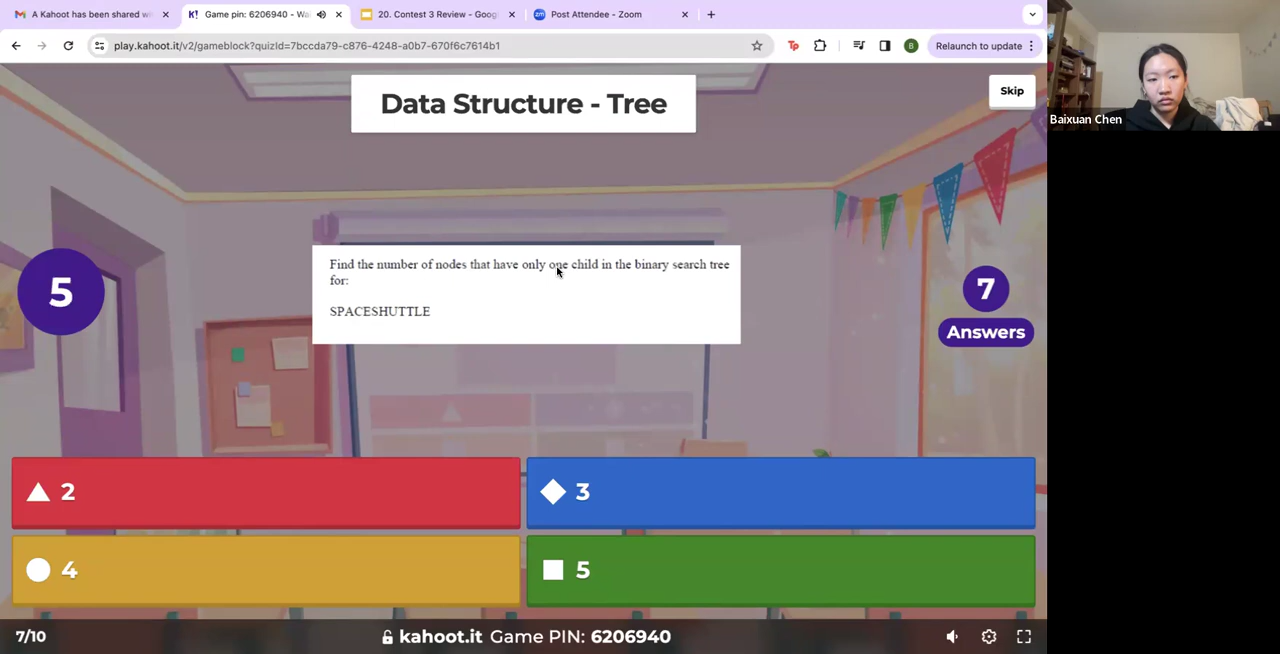 A Kahoot has been shared wi
Game pin: 6206940 - Wa
20. Contest 3 Review - Goog
Post Attendee - Zoom
play.kahoot.it/v2/gameblock?quizId=7bccda79-c876-4248-a0b7-670f6c7614b1
Tp
B
Relaunch to update
Data Structure - Tree
Skip
Baixuan Chen
Find the number of nodes that have only one child in the binary search tree
for:
SPACESHUTTLE
5
7
Answers
2
3
4
5
7/10
kahoot.it Game PIN: 6206940